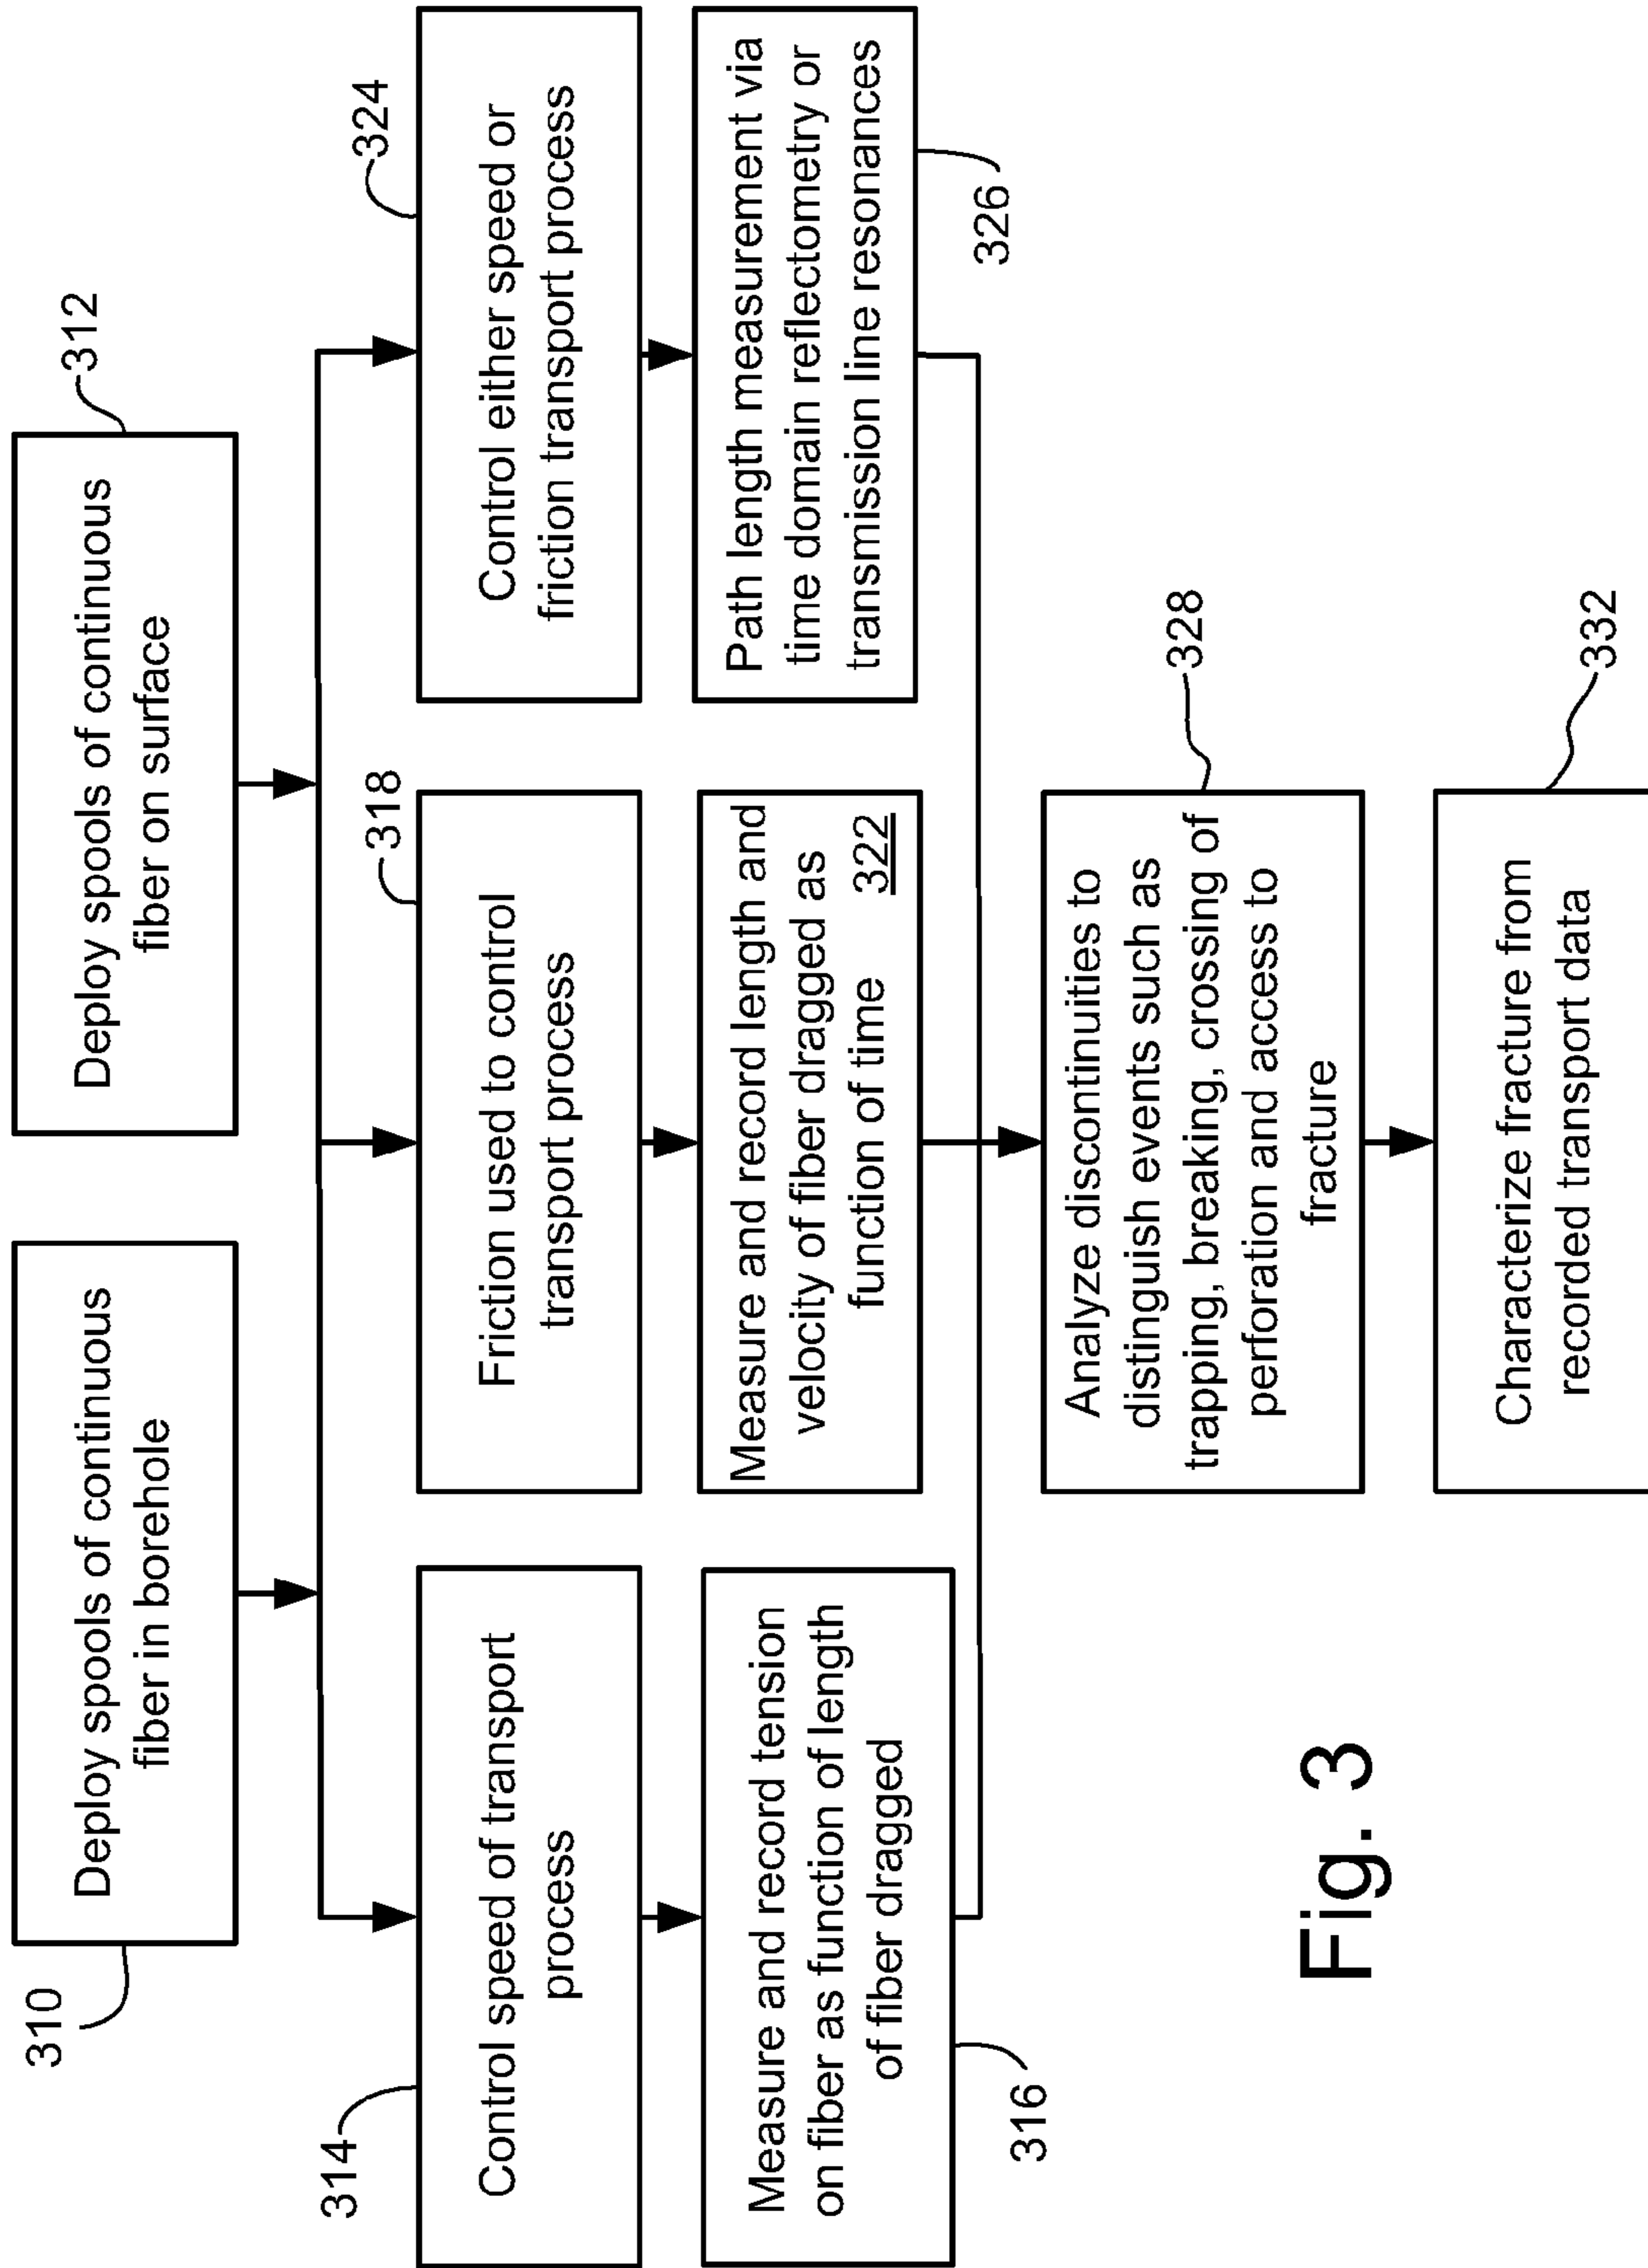 310
Deploy spools of continuous
fiber in borehole
Deploy spools of continuous
fiber on surface
312
314
Control speed of transport
process
318
Friction used to control
transport process
324
Control either speed or
friction transport process
Measure and record tension
on fiber as function of length
of fiber dragged
316
Measure and record length and
velocity of fiber dragged as
function of time 322
Path length measurement via
time domain reflectometry or
transmission line resonances
326
Analyze discontinuities to
distinguish events such as
trapping, breaking, crossing of
perforation and access to
fracture
328
Characterize fracture from
recorded transport data
332
Fig. 3